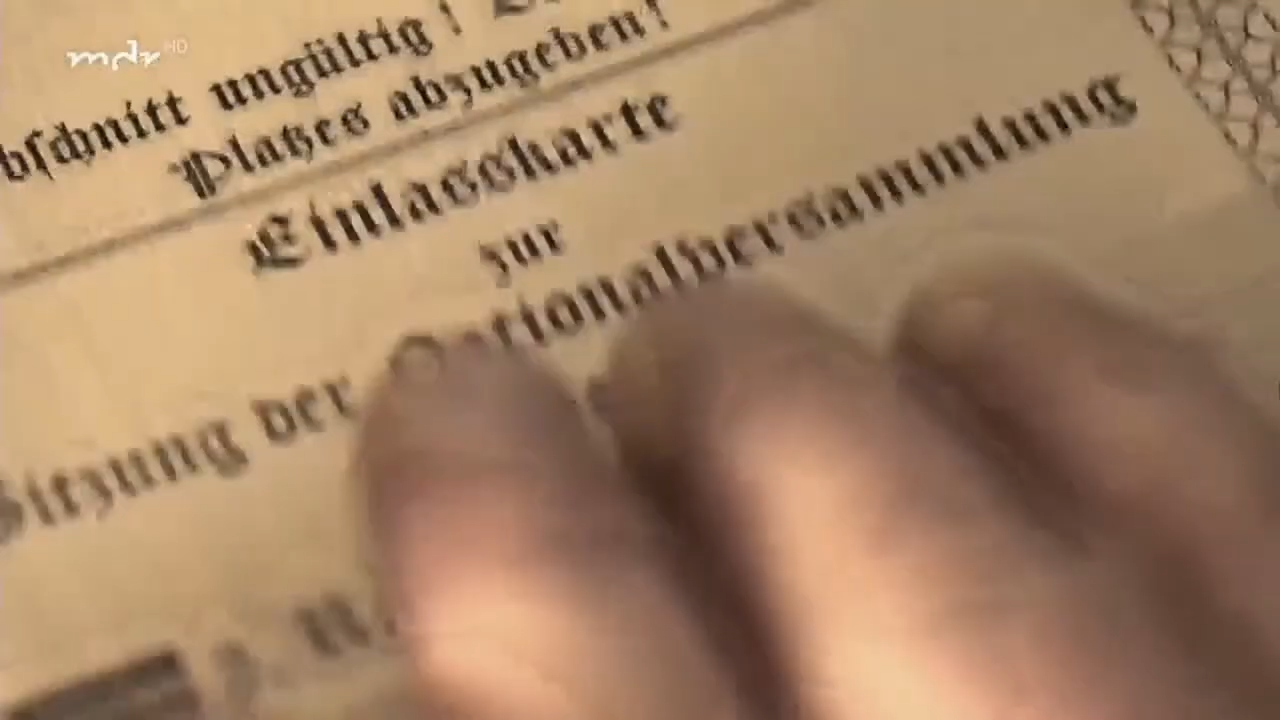 mdr HD
bschnitt ungültig!
Platzes abzugeben!
Einlasskarte
zur
Sitzung der Nationalversammlung